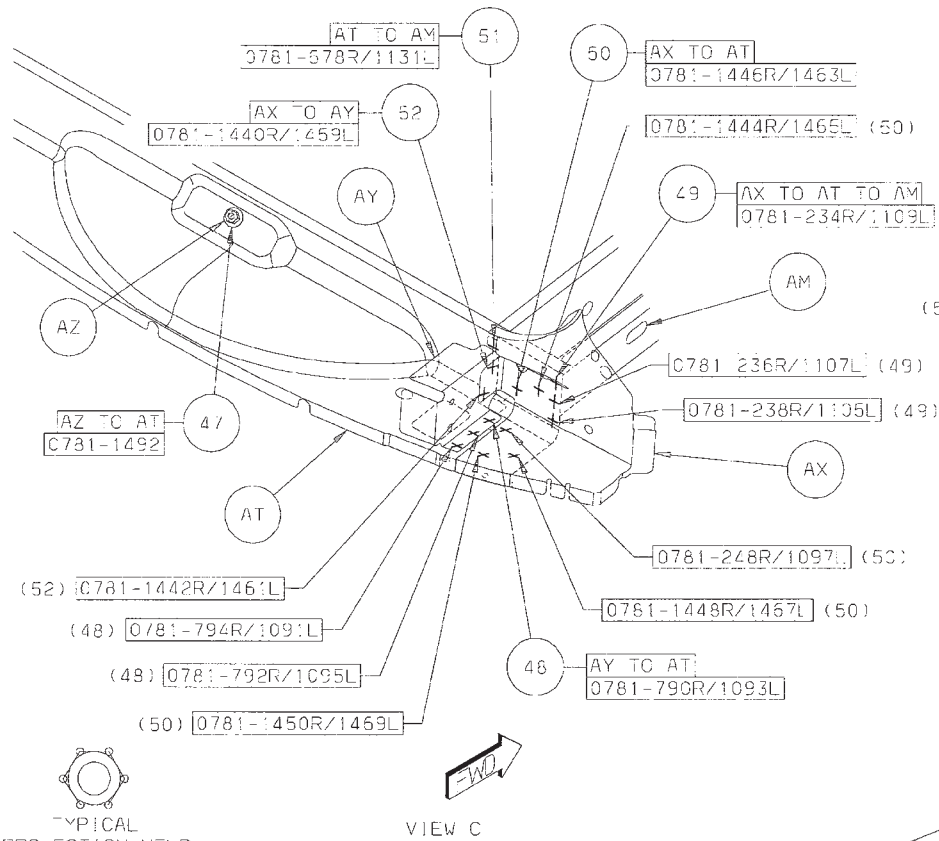 AT TO AM
0781-678R/1131L
51
50
AX TO AT
0781-1446R/1463L
AX TO AY
0781-1440R/1459L
52
0781-1444R/1465L (50)
AY
49
AX TO AT TO AM
0781-234R/1109L
AM
AZ
0781-236R/1107L (49)
AZ TO AT
0781-1492
47
0781-238R/1105L (49)
AX
AT
0781-248R/1097L (50)
(52) 0781-1442R/1461L
0781-1448R/1467L (50)
(48) 0781-794R/1091L
48
AY TO AT
0781-790R/1093L
(48) 0781-792R/1095L
(50) 0781-1450R/1469L
FWD
TYPICAL
VIEW C